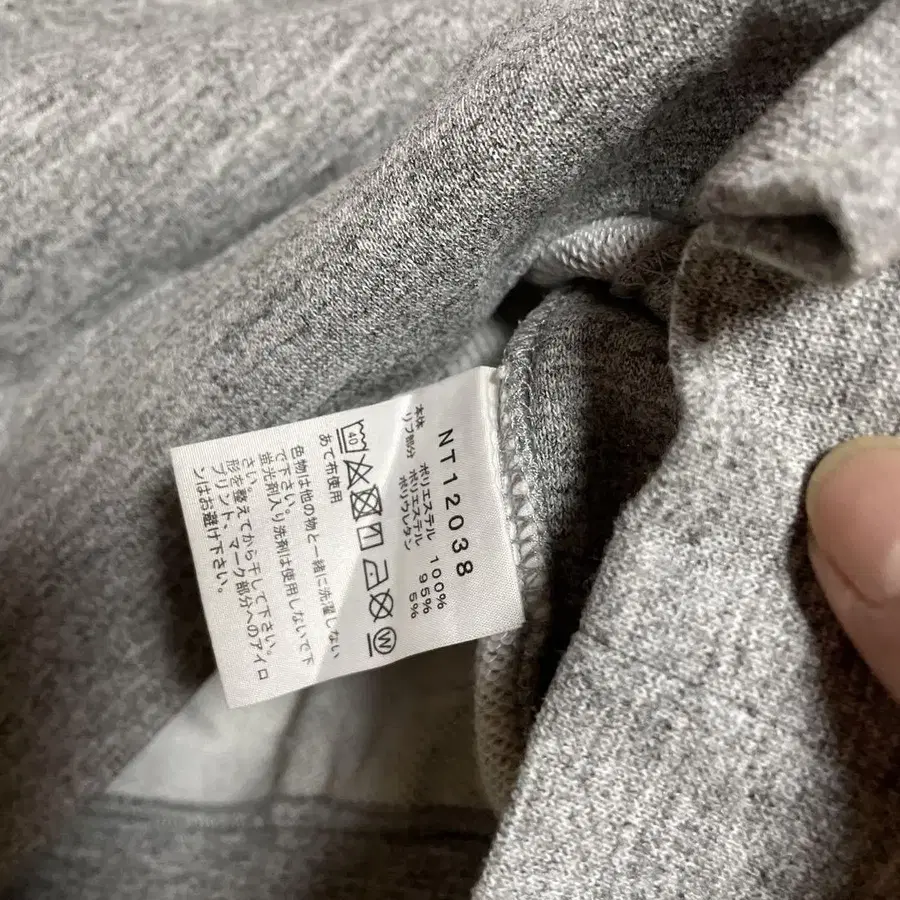 NT12038
本体 ポリエステル 100%
リブ部分 ポリエステル 95%
ポリウレタン 5%
40 W
あて布使用
色物は他の物と一緒に洗濯しない
で下さい。
蛍光剤入り洗剤は使用しないで下
さい。
形を整えてから干して下さい。
プリント、マーク部分へのアイロ
ンはお避け下さい。